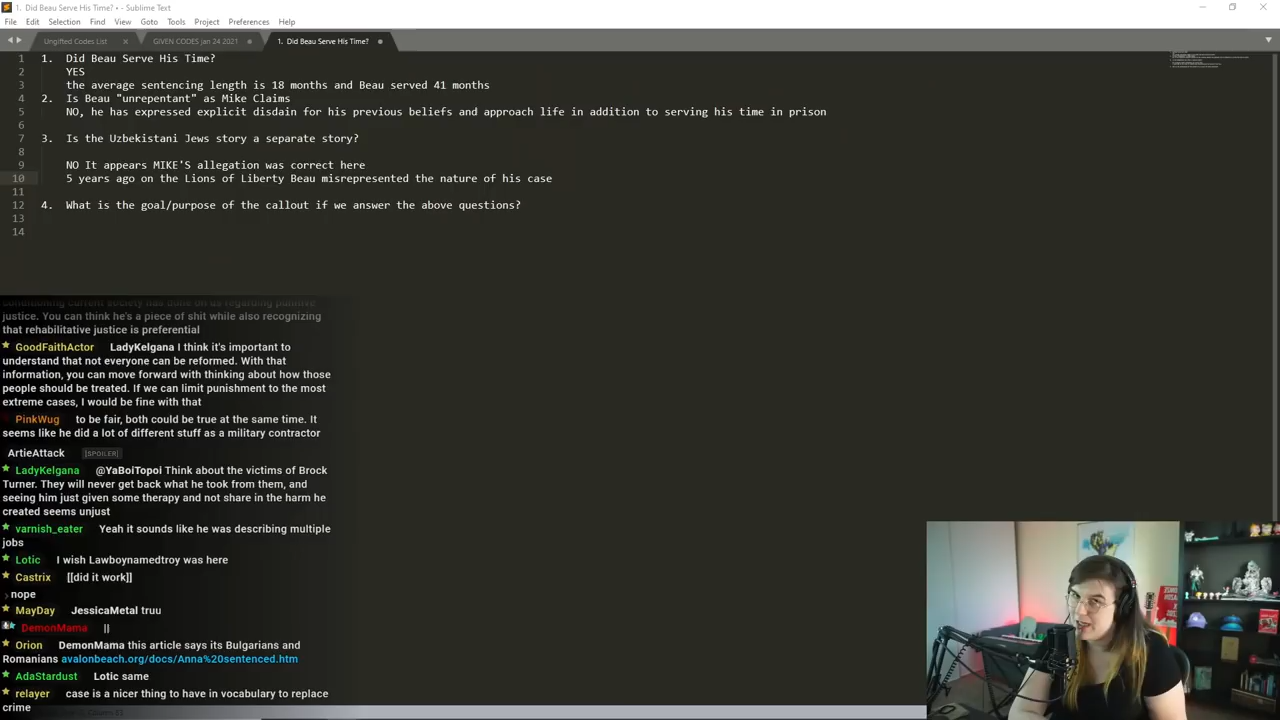 1. Did Beau Serve His Time? • - Sublime Text
File Edit Selection Find View Goto Tools Project Preferences Help
Ungifted Codes List GIVEN CODES jan 24 2021 1. Did Beau Serve His Time?
1 1. Did Beau Serve His Time?
2 YES
3 the average sentencing length is 18 months and Beau served 41 months
4 2. Is Beau "unrepentant" as Mike Claims
5 NO, he has expressed explicit disdain for his previous beliefs and approach life in addition to serving his time in prison
6
7 3. Is the Uzbekistani Jews story a separate story?
8
9 NO It appears MIKE'S allegation was correct here
10 5 years ago on the Lions of Liberty Beau misrepresented the nature of his case
11
12 4. What is the goal/purpose of the callout if we answer the above questions?
13
14
conditioning current society has done on us regarding punitive
justice. You can think he's a piece of shit while also recognizing
that rehabilitative justice is preferential
GoodFaithActor LadyKelgana I think it's important to
understand that not everyone can be reformed. With that
information, you can move forward with thinking about how those
people should be treated. If we can limit punishment to the most
extreme cases, I would be fine with that
PinkWug to be fair, both could be true at the same time. It
seems like he did a lot of different stuff as a military contractor
ArtieAttack [SPOILER]
LadyKelgana @YaBoiTopoi Think about the victims of Brock
Turner. They will never get back what he took from them, and
seeing him just given some therapy and not share in the harm he
created seems unjust
varnish_eater Yeah it sounds like he was describing multiple
jobs
Lotic I wish Lawboynamedtroy was here
Castrix [[did it work]]
nope
MayDay JessicaMetal truu
DemonMama ||
Orion DemonMama this article says its Bulgarians and
Romanians avalonbeach.org/docs/Anna%20sentenced.htm
AdaStardust Lotic same
relayer case is a nicer thing to have in vocabulary to replace
crime